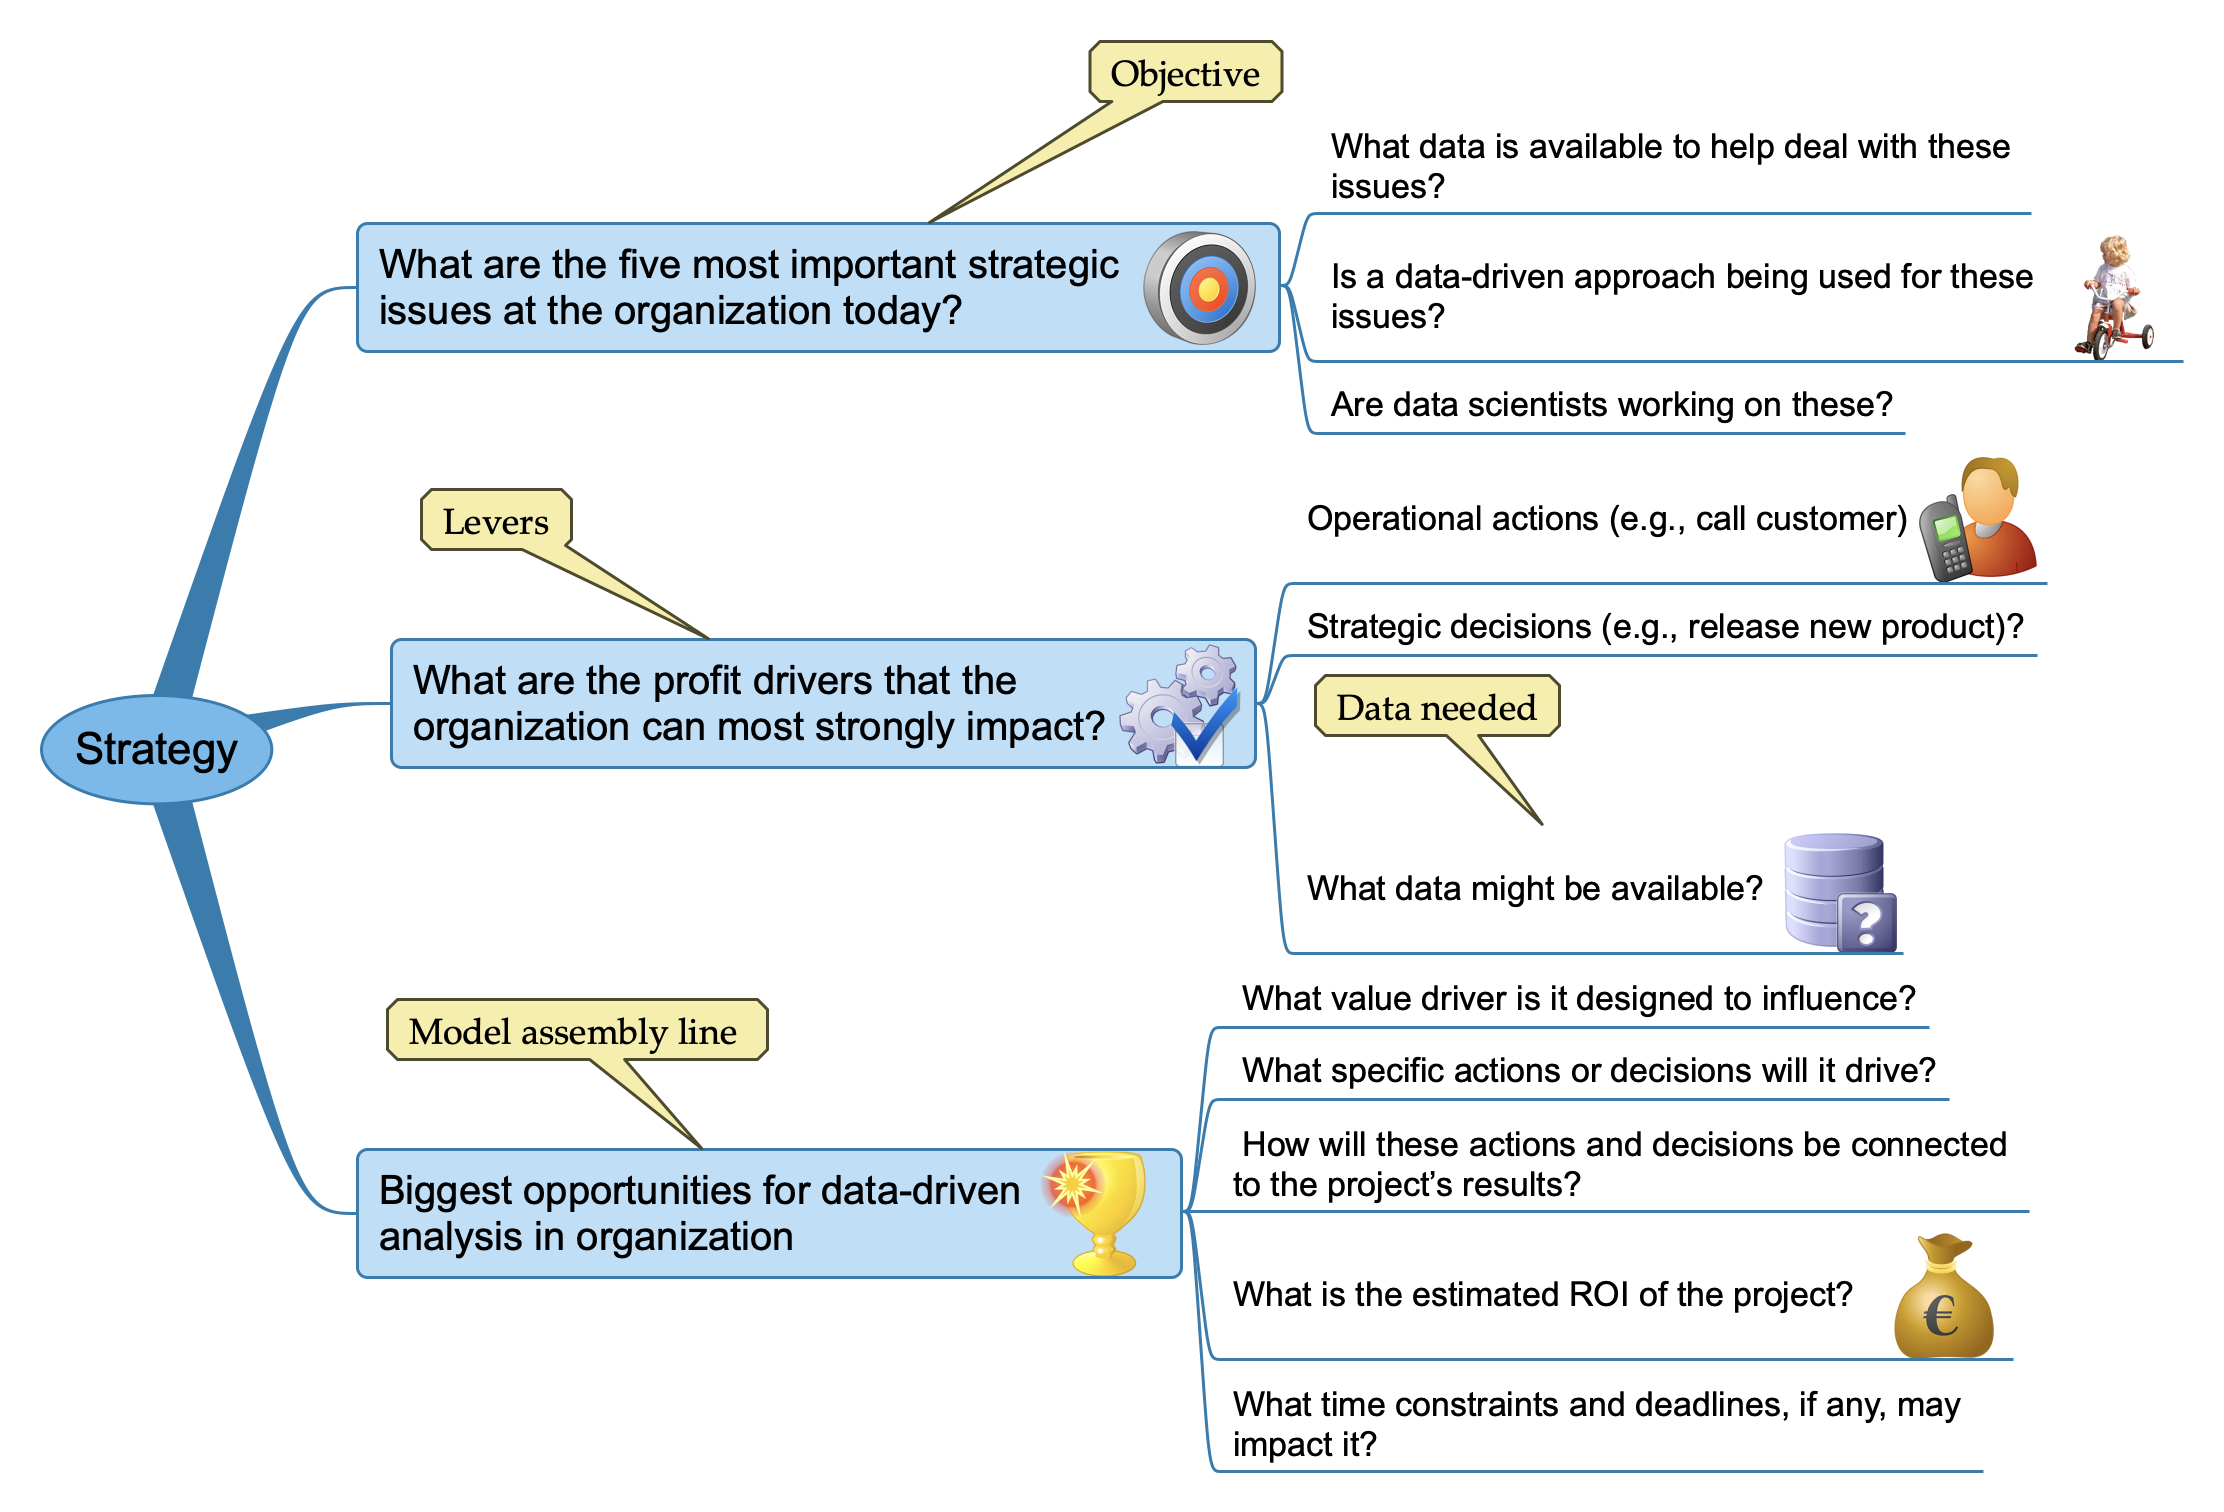 Objective
What data is available to help deal with these
issues?
What are the five most important strategic
issues at the organization today?
Is a data-driven approach being used for these
issues?
Are data scientists working on these?
Levers
Operational actions (e.g., call customer)
Strategic decisions (e.g., release new product)?
What are the profit drivers that the
organization can most strongly impact?
Data needed
Strategy
What data might be available?
?
Model assembly line
What value driver is it designed to influence?
What specific actions or decisions will it drive?
How will these actions and decisions be connected
to the project’s results?
Biggest opportunities for data-driven
analysis in organization
What is the estimated ROI of the project?
€
What time constraints and deadlines, if any, may
impact it?